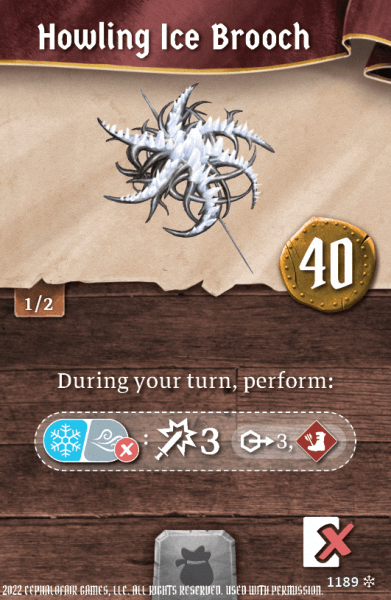 Howling Ice Brooch
40
1/2
During your turn, perform:
: 3 3,
1189
2022 CEPHALOFAIR GAMES, LLC. ALL RIGHTS RESERVED. USED WITH PERMISSION.